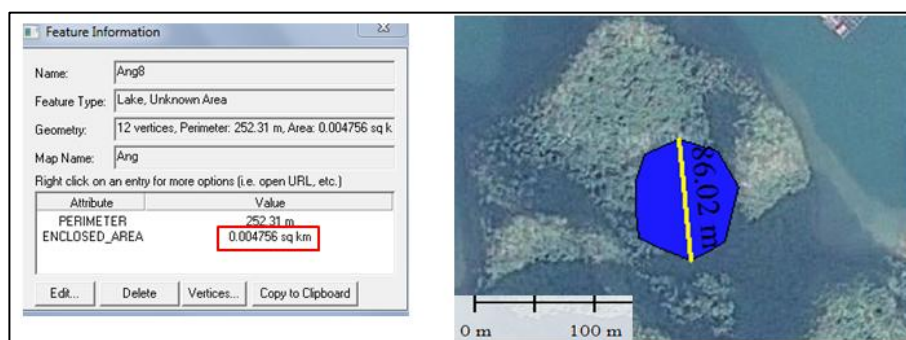 Feature Information
Name: Ang8
Feature Type: Lake, Unknown Area
Geometry: 12 vertices, Perimeter: 252.31 m, Area: 0.004756 sq k
Map Name: Ang
Right click on an entry for more options (i.e. open URL, etc.)
Attribute Value
PERIMETER 252.31 m
ENCLOSED_AREA 0.004756 sq km
Edit... Delete Vertices... Copy to Clipboard
86.02 m
0 m 100 m